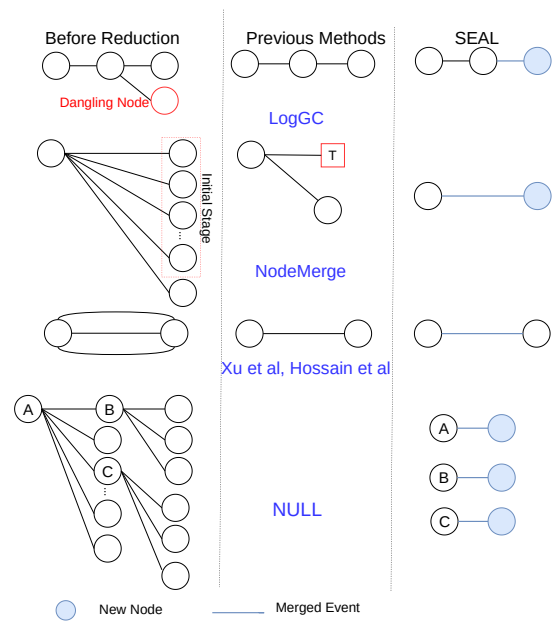 Before Reduction
Previous Methods
SEAL
Dangling Node
LogGC
T
Initial Stage
NodeMerge
Xu et al, Hossain et al
A
B
C
NULL
A
B
C
New Node
Merged Event